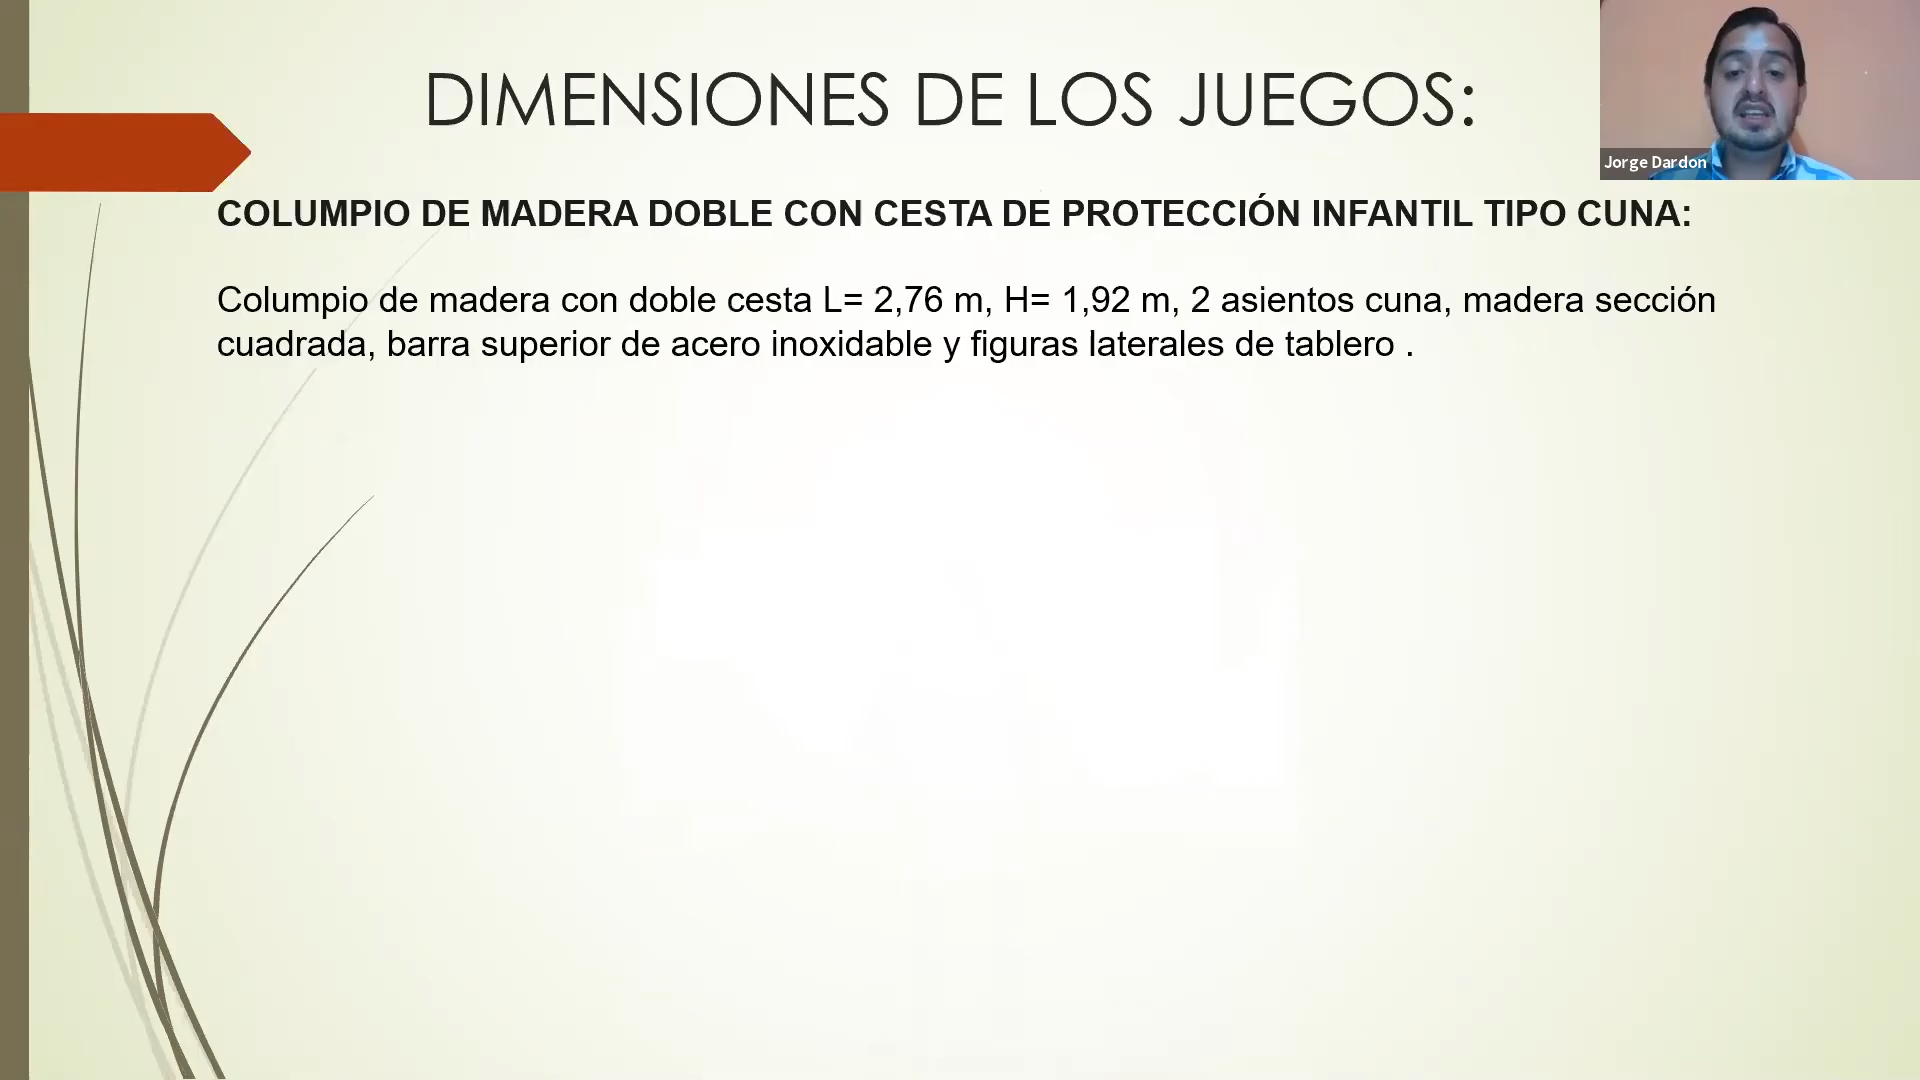 DIMENSIONES DE LOS JUEGOS:
Jorge Dardon
COLUMPIO DE MADERA DOBLE CON CESTA DE PROTECCIÓN INFANTIL TIPO CUNA:
Columpio de madera con doble cesta L= 2,76 m, H= 1,92 m, 2 asientos cuna, madera sección
cuadrada, barra superior de acero inoxidable y figuras laterales de tablero .